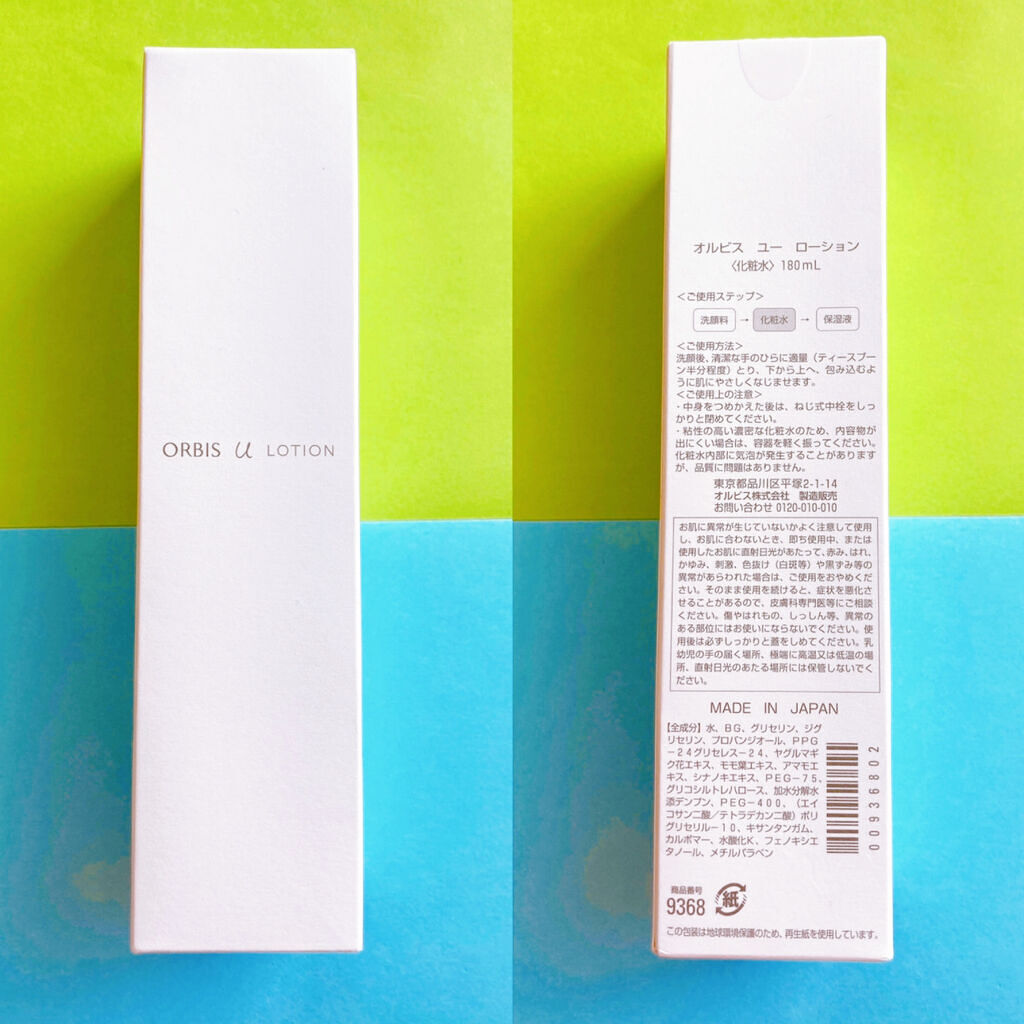 ORBIS u LOTION
オルビス ユー ローション
〈化粧水〉180mL
＜ご使用ステップ＞
洗顔料 → 化粧水 → 保湿液
＜ご使用方法＞
洗顔後、清潔な手のひらに適量（ティースプー
ン半分程度）とり、下から上へ、包み込むよ
うに肌にやさしくなじませます。
＜ご使用上の注意＞
・中身をつめかえた後は、ねじ式中栓をしっ
かりと閉めてください。
・粘性の高い濃密な化粧水のため、内容物が
出にくい場合は、容器を軽く振ってください。
化粧水内部に気泡が発生することがあります
が、品質に問題はありません。
東京都品川区平塚2-1-14
オルビス株式会社 製造販売
お問い合わせ 0120-010-010
お肌に異常が生じていないかよく注意して使用
し、お肌に合わないとき、即ち使用中、または
使用したお肌に直射日光があたって、赤み、はれ、
かゆみ、刺激、色抜け（白斑等）や黒ずみ等の
異常があらわれた場合は、ご使用をおやめくだ
さい。そのまま使用を続けると、症状を悪化さ
せることがあるので、皮膚科専門医等にご相談
ください。傷やはれもの、しっしん等、異常の
ある部位にはお使いにならないでください。使
用後は必ずしっかりと蓋をしめてください。乳
幼児の手の届く場所、極端に高温又は低温の場
所、直射日光のあたる場所には保管しないでく
ださい。
MADE IN JAPAN
【全成分】水、BG、グリセリン、ジグ
リセリン、プロパンジオール、PPG
－24グリセレス－24、ヤグルマギ
ク花エキス、モモ葉エキス、アマモエ
キス、シナノキエキス、PEG－75、
グリコシルトレハロース、加水分解水
添デンプン、PEG－400、（エイ
コサン二酸／テトラデカン二酸）ポリ
グリセリル－10、キサンタンガム、
カルボマー、水酸化K、フェノキシエ
タノール、メチルパラベン
00936802
商品番号
9368
紙
この包装は地球環境保護のため、再生紙を使用しています。